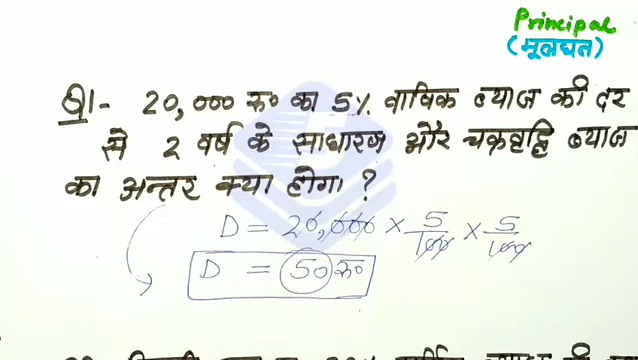 Principal
(मूलधन)
Q1- 20,000 रू० का 5% वार्षिक ब्याज की दर
से 2 वर्ष के साधारण और चक्रवृद्धि ब्याज
का अन्तर क्या होगा ?
D = 20,000 × 5/100 × 5/100
D = 50 रू०